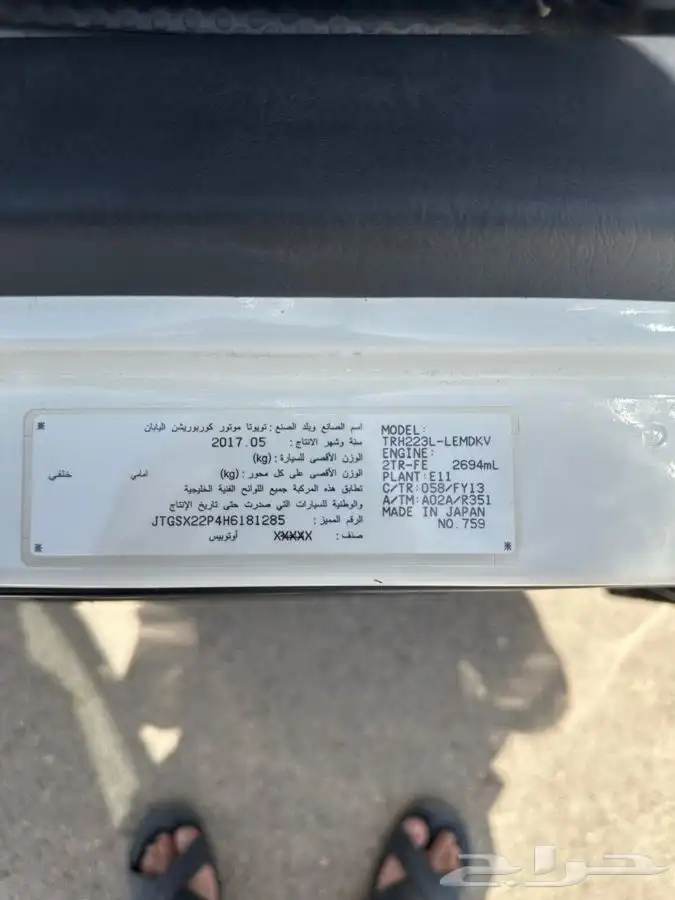 اسم الصانع وبلد الصنع : تويوتا موتور كوربوريشن اليابان
سنة وشهر الانتاج : 2017.05
الوزن الأقصى للسيارة : (kg)
الوزن الأقصى على كل محور : (kg) امامي خلفي
تطابق هذه المركبة جميع اللوائح الفنية الخليجية
والوطنية للسيارات التي صدرت حتى تاريخ الإنتاج
الرقم المميز : JTGSX22P4H6181285
صنف : XXXXX أوتوبيس
MODEL:
TRH223L-LEMDKV
ENGINE:
2TR-FE 2694mL
PLANT:E11
C/TR:058/FY13
A/TM:A02A/R351
MADE IN JAPAN
NO.759
حراج